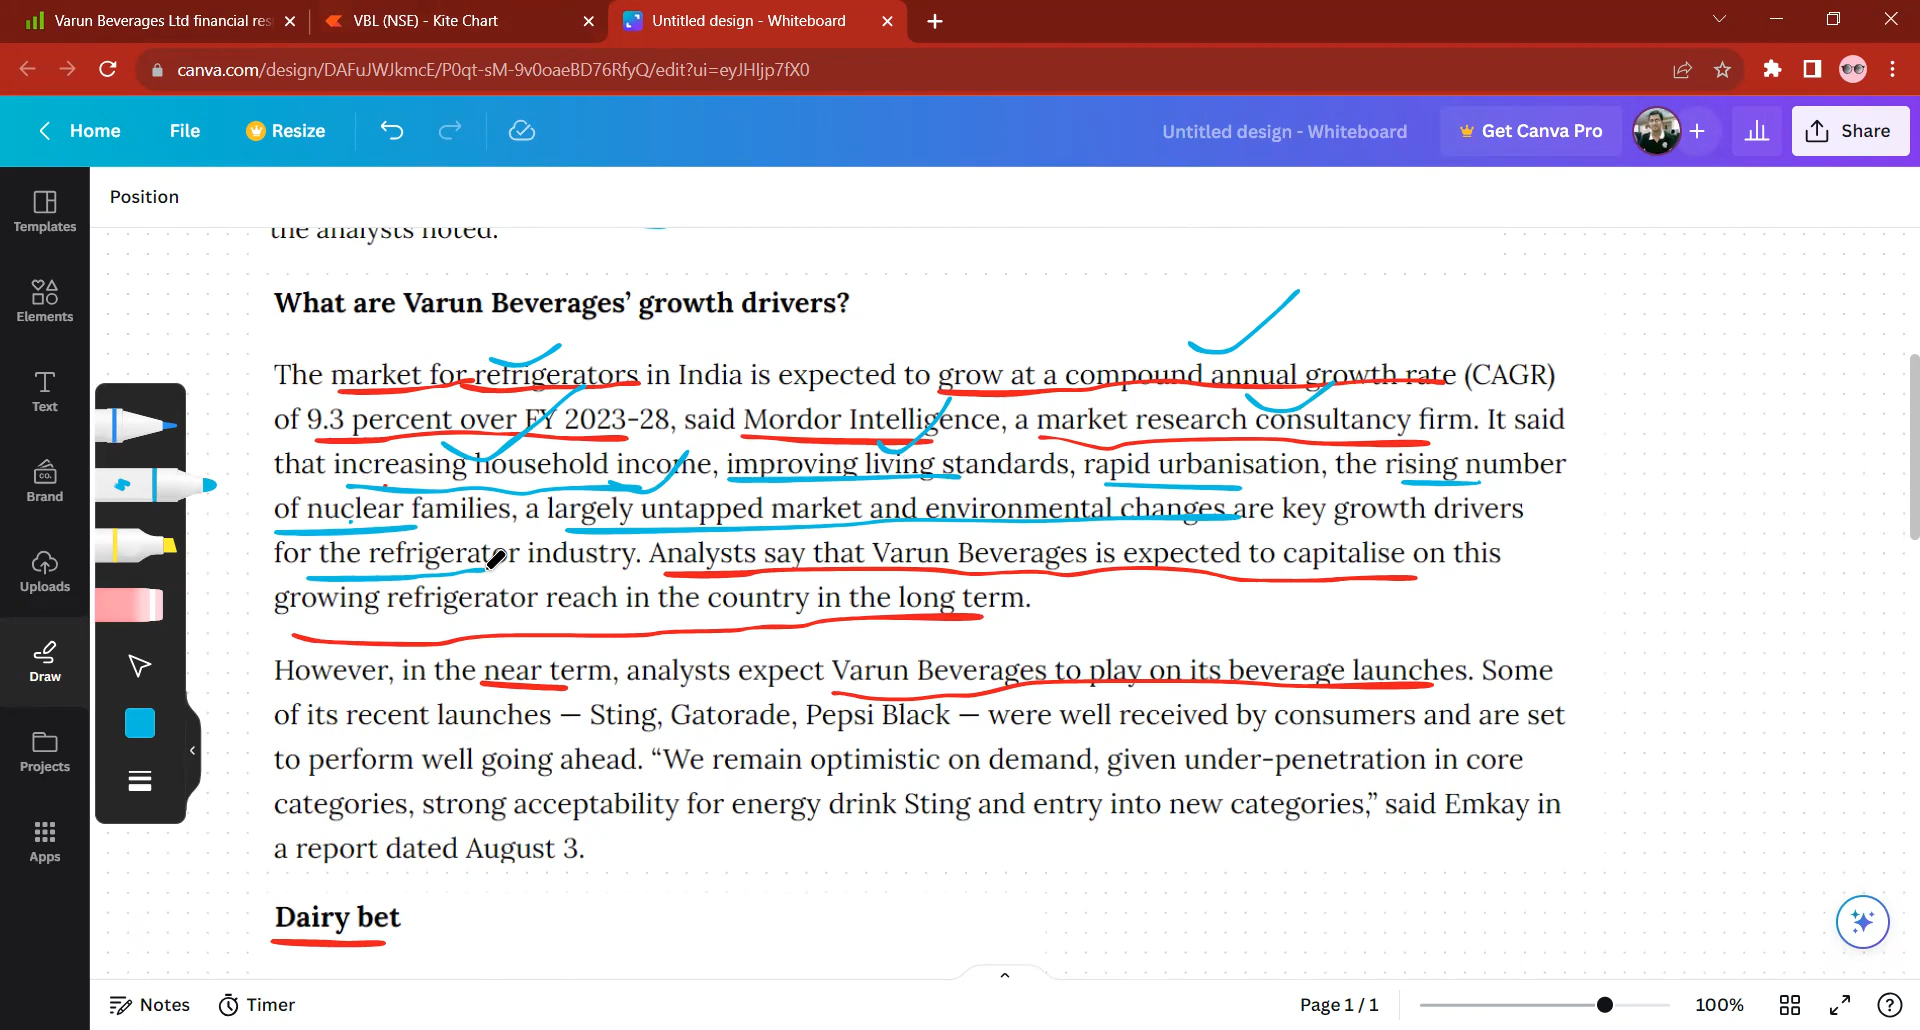 Varun Beverages Ltd financial res
VBL (NSE) - Kite Chart
Untitled design - Whiteboard
canva.com/design/DAFuJWJkmcE/P0qt-sM-9v0oaeBD76RfyQ/edit?ui=eyJHIjp7fX0
Home
File
Resize
Untitled design - Whiteboard
Get Canva Pro
Share
Position
Templates
Elements
Text
Brand
Uploads
Draw
Projects
Apps
the analysts noted.
What are Varun Beverages’ growth drivers?
The market for refrigerators in India is expected to grow at a compound annual growth rate (CAGR)
of 9.3 percent over FY 2023-28, said Mordor Intelligence, a market research consultancy firm. It said
that increasing household income, improving living standards, rapid urbanisation, the rising number
of nuclear families, a largely untapped market and environmental changes are key growth drivers
for the refrigerator industry. Analysts say that Varun Beverages is expected to capitalise on this
growing refrigerator reach in the country in the long term.
However, in the near term, analysts expect Varun Beverages to play on its beverage launches. Some
of its recent launches — Sting, Gatorade, Pepsi Black — were well received by consumers and are set
to perform well going ahead. “We remain optimistic on demand, given under-penetration in core
categories, strong acceptability for energy drink Sting and entry into new categories,” said Emkay in
a report dated August 3.
Dairy bet
Notes
Timer
Page 1 / 1
100%